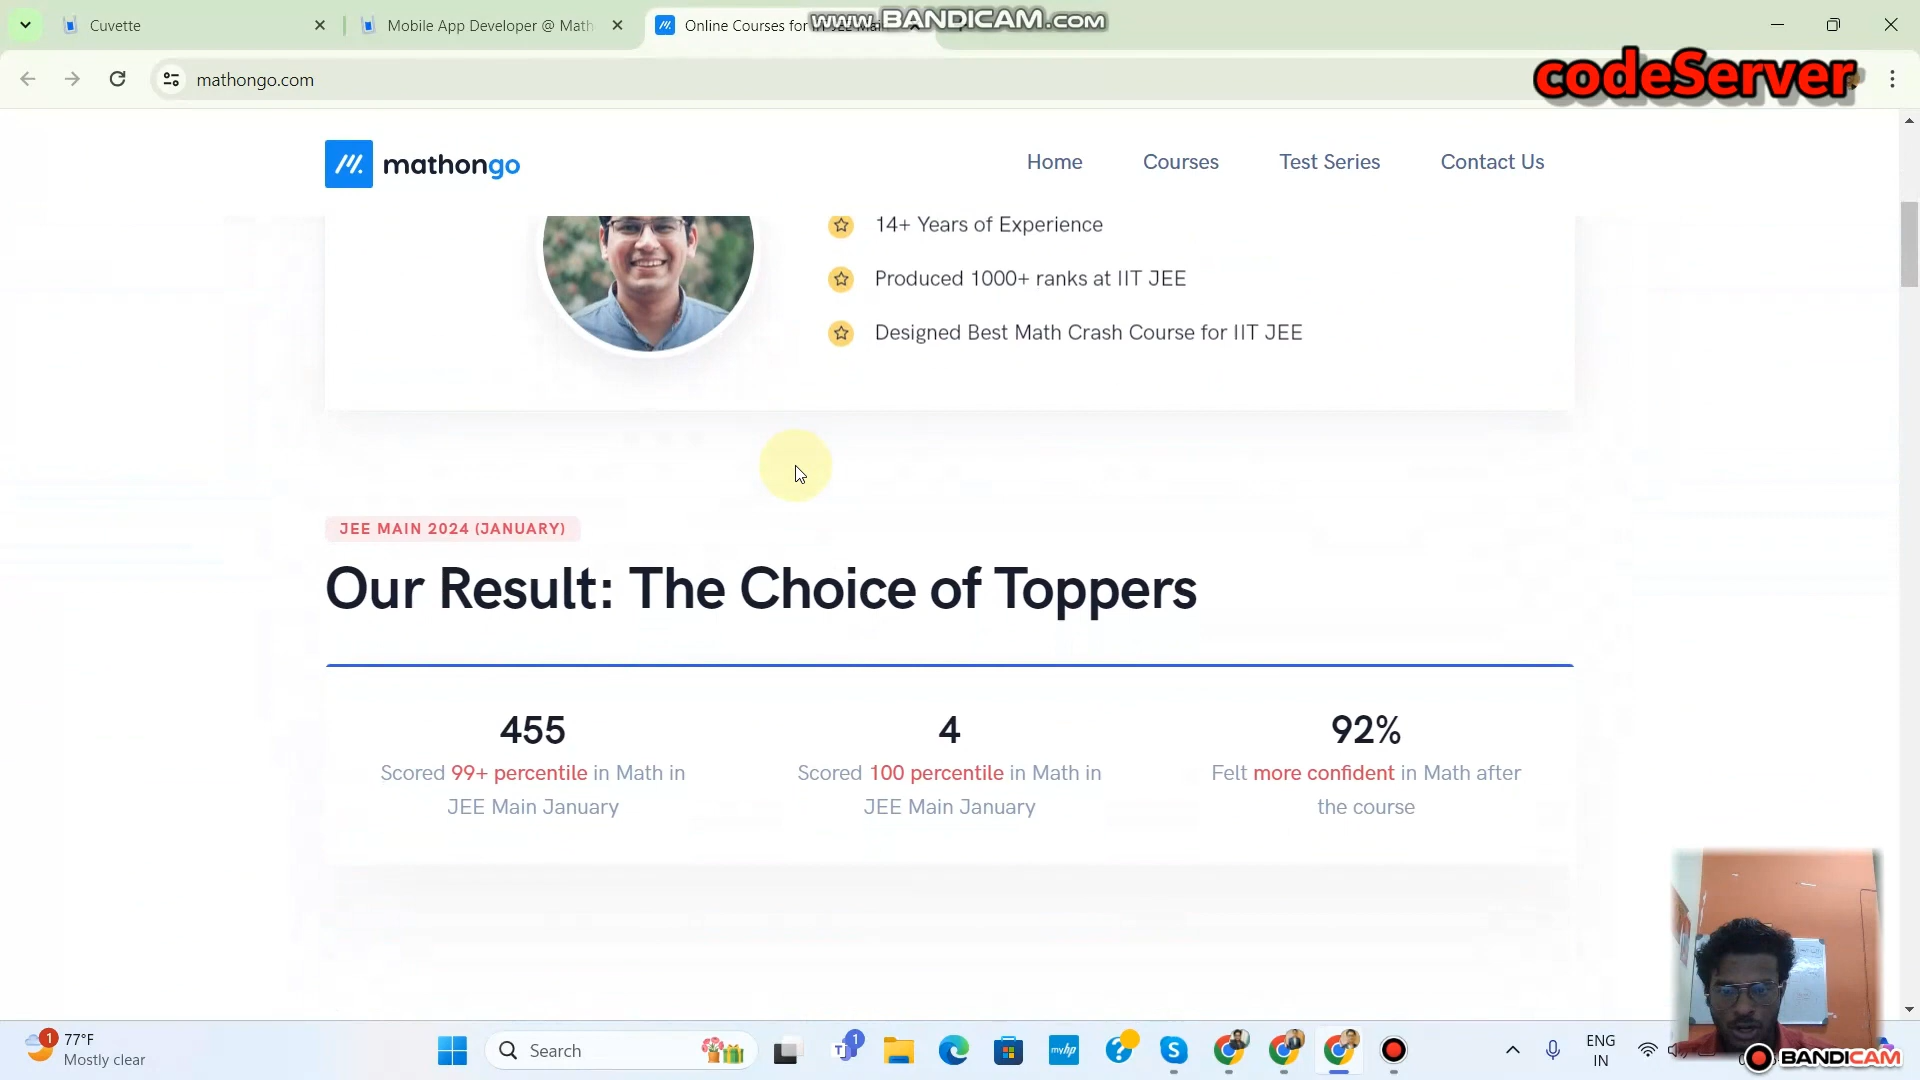 Cuvette
Mobile App Developer @ Math
Online Courses for
WWW.BANDICAM.COM
mathongo.com
codeServer
mathongo
Home
Courses
Test Series
Contact Us
14+ Years of Experience
Produced 1000+ ranks at IIT JEE
Designed Best Math Crash Course for IIT JEE
JEE MAIN 2024 (JANUARY)
Our Result: The Choice of Toppers
455
Scored 99+ percentile in Math in
JEE Main January
4
Scored 100 percentile in Math in
JEE Main January
92%
Felt more confident in Math after
the course
1
77°F
Mostly clear
Search
1
myhp
ENG
IN
BANDICAM